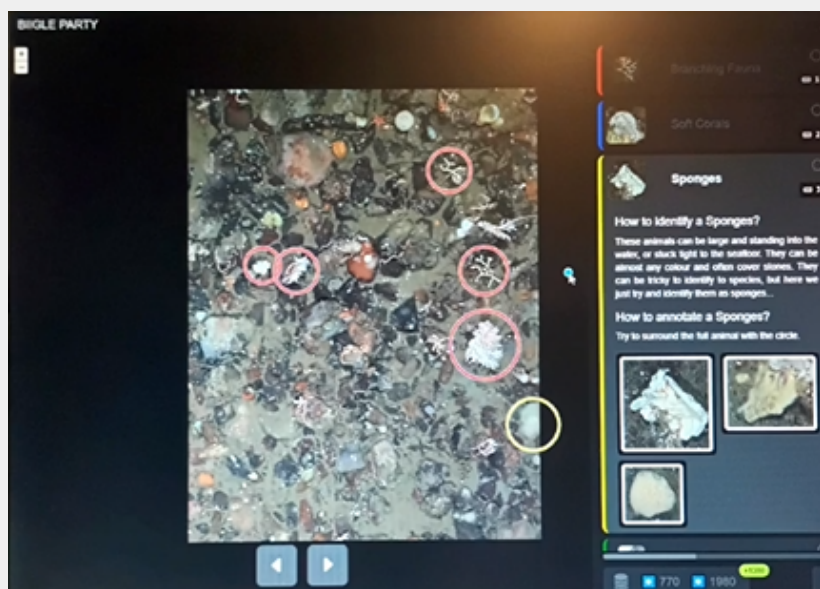 BIIGLE PARTY
+
-
Branching Fauna
Soft Corals
Sponges
How to identify a Sponges?
These animals can be large and standing into the
water, or stuck tight to the seafloor. They can be
almost any colour and often cover stones. They
can be tricky to identify to species, but here we
just try and identify them as sponges...
How to annotate a Sponges?
Try to surround the full animal with the circle.
770
1980